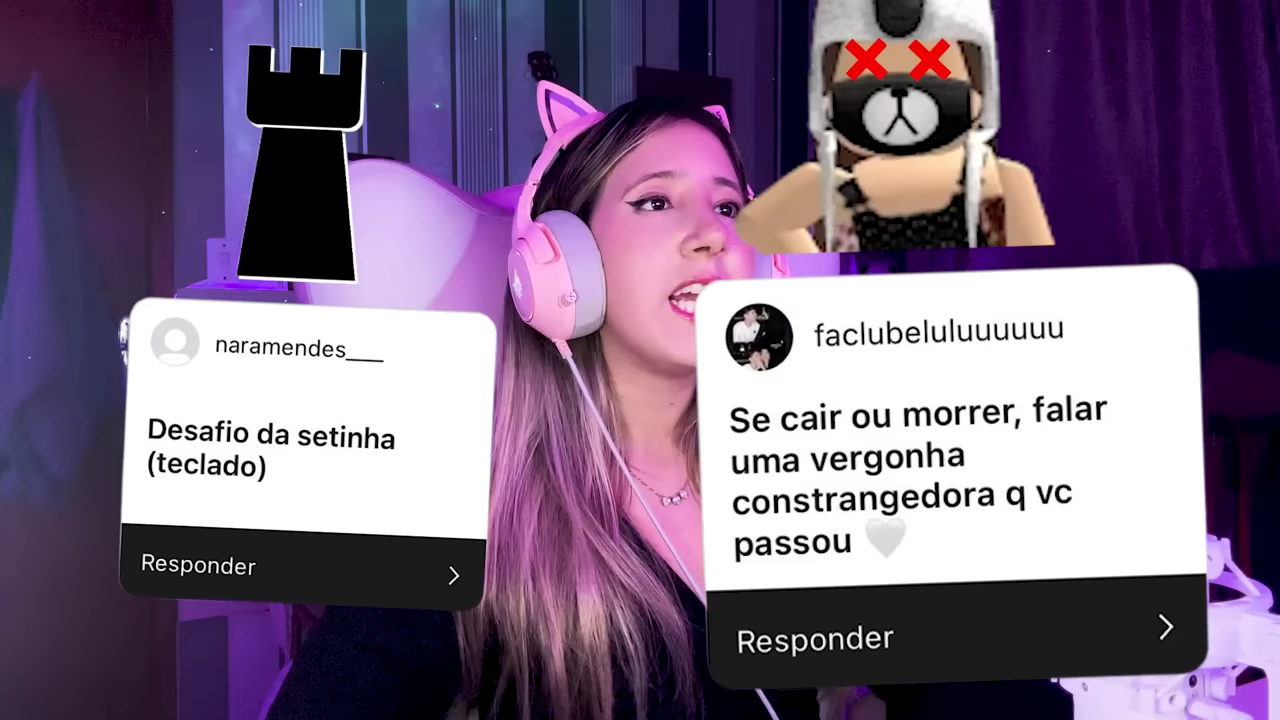 naramendes___
Desafio da setinha
(teclado)
Responder
faclubeluluuuuuu
Se cair ou morrer, falar
uma vergonha
constrangedora q vc
passou 🤍
Responder